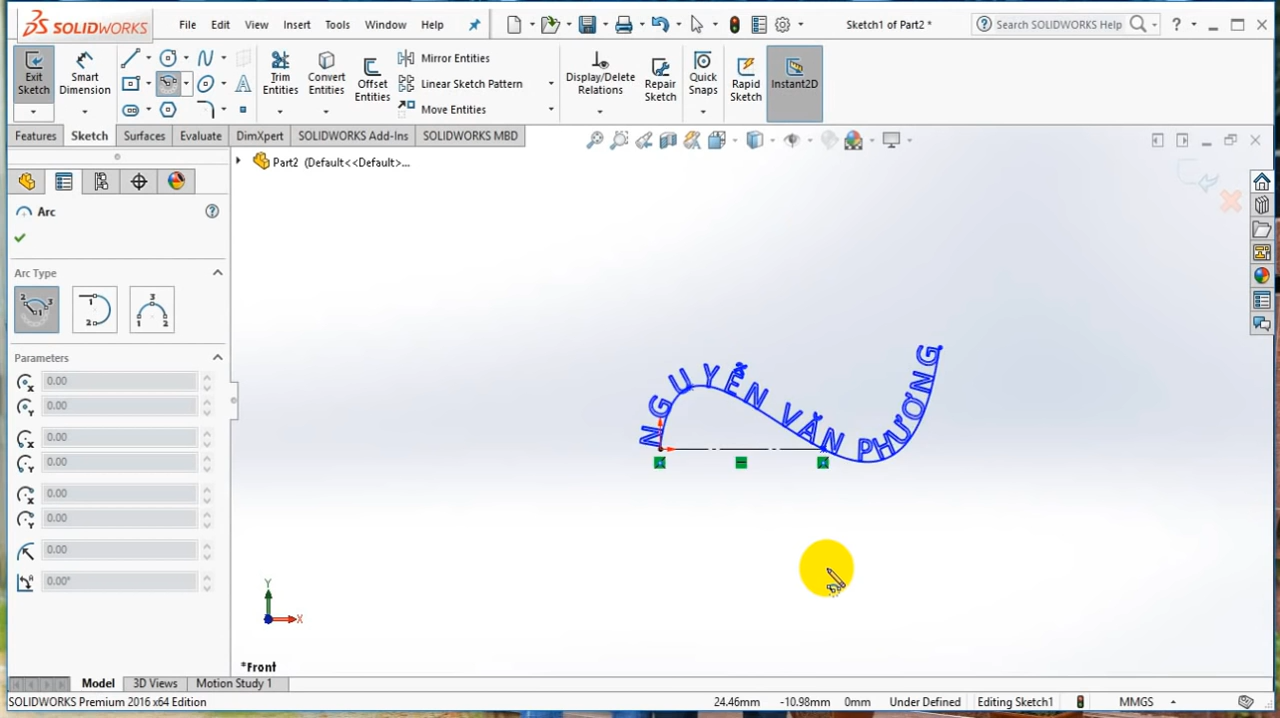 SOLIDWORKS File Edit View Insert Tools Window Help Sketch1 of Part2 * Search SOLIDWORKS Help
Exit Sketch
Smart Dimension
Trim Entities
Convert Entities
Offset Entities
Mirror Entities
Linear Sketch Pattern
Move Entities
Display/Delete Relations
Repair Sketch
Quick Snaps
Rapid Sketch
Instant2D
Features Sketch Surfaces Evaluate DimXpert SOLIDWORKS Add-Ins SOLIDWORKS MBD
Part2 (Default<<Default>...
Arc
Arc Type
Parameters
0.00
0.00
0.00
0.00
0.00
0.00
0.00
0.00°
NGUYỄN VĂN PHƯƠNG
Y
X
*Front
Model 3D Views Motion Study 1
SOLIDWORKS Premium 2016 x64 Edition 24.46mm -10.98mm 0mm Under Defined Editing Sketch1 MMGS